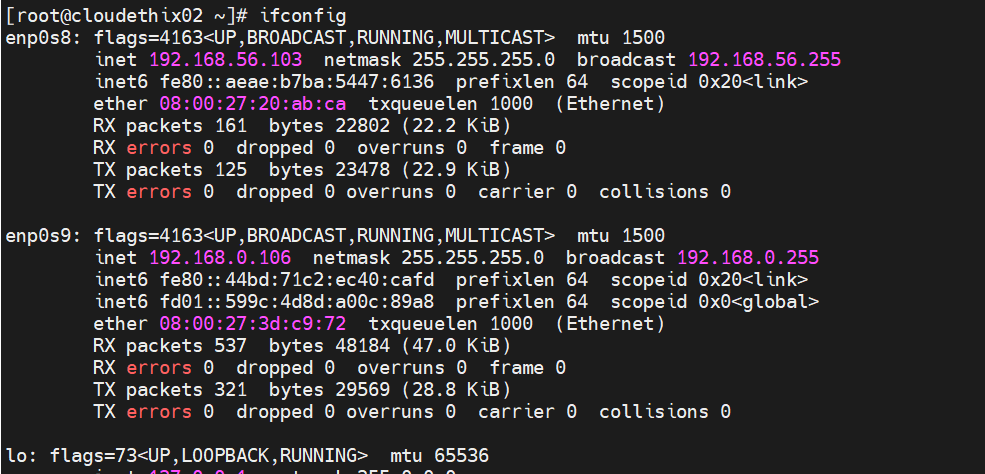 [root@cloudethix02 ~]# ifconfig
enp0s8: flags=4163<UP,BROADCAST,RUNNING,MULTICAST>  mtu 1500
        inet 192.168.56.103  netmask 255.255.255.0  broadcast 192.168.56.255
        inet6 fe80::aeae:b7ba:5447:6136  prefixlen 64  scopeid 0x20<link>
        ether 08:00:27:20:ab:ca  txqueuelen 1000  (Ethernet)
        RX packets 161  bytes 22802 (22.2 KiB)
        RX errors 0  dropped 0  overruns 0  frame 0
        TX packets 125  bytes 23478 (22.9 KiB)
        TX errors 0  dropped 0 overruns 0  carrier 0  collisions 0
enp0s9: flags=4163<UP,BROADCAST,RUNNING,MULTICAST>  mtu 1500
        inet 192.168.0.106  netmask 255.255.255.0  broadcast 192.168.0.255
        inet6 fe80::44bd:71c2:ec40:cafd  prefixlen 64  scopeid 0x20<link>
        inet6 fd01::599c:4d8d:a00c:89a8  prefixlen 64  scopeid 0x0<global>
        ether 08:00:27:3d:c9:72  txqueuelen 1000  (Ethernet)
        RX packets 537  bytes 48184 (47.0 KiB)
        RX errors 0  dropped 0  overruns 0  frame 0
        TX packets 321  bytes 29569 (28.8 KiB)
        TX errors 0  dropped 0 overruns 0  carrier 0  collisions 0
lo: flags=73<UP,LOOPBACK,RUNNING>  mtu 65536